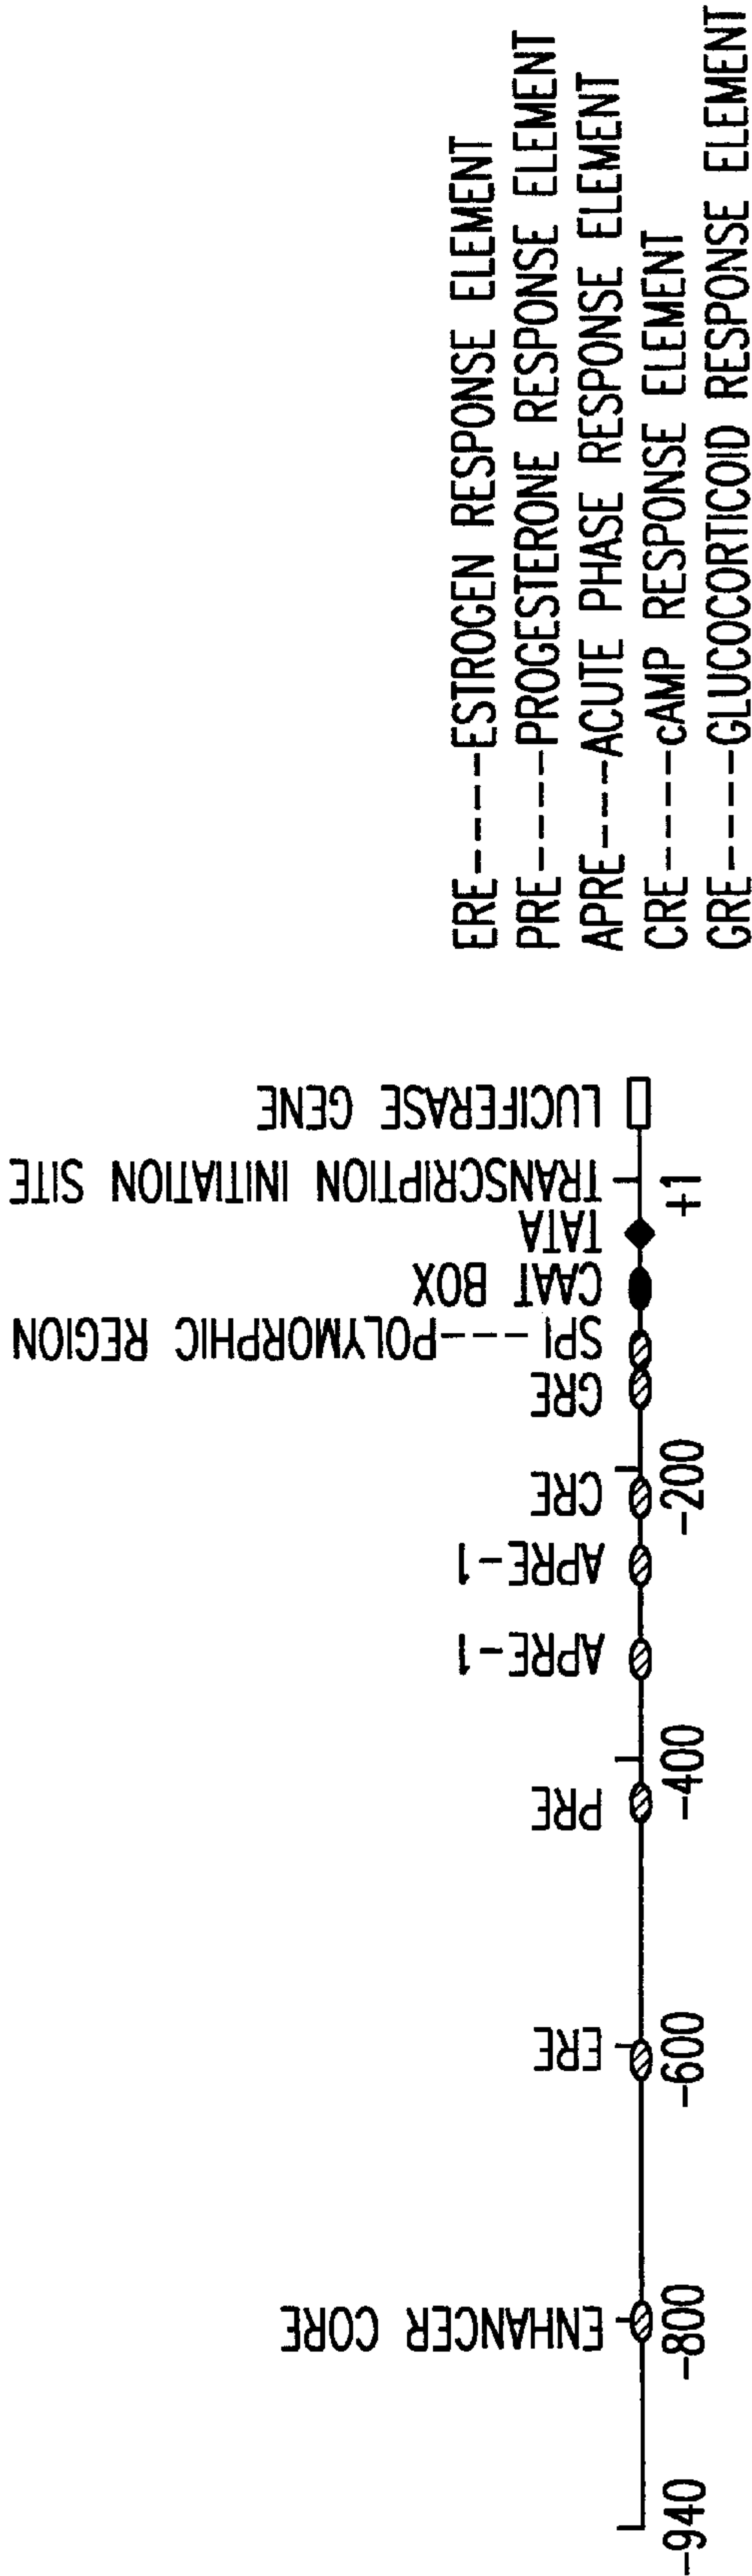 ENHANCER CORE
ERE
PRE
APRE-1
APRE-1
CRE
GRE
SPI---POLYMORPHIC REGION
CAAT BOX
TATA
TRANSCRIPTION INITIATION SITE
LUCIFERASE GENE
-940
-800
-600
-400
-200
+1
ERE----ESTROGEN RESPONSE ELEMENT
PRE-----PROGESTERONE RESPONSE ELEMENT
APRE---ACUTE PHASE RESPONSE ELEMENT
CRE-----cAMP RESPONSE ELEMENT
GRE----GLUCOCORTICOID RESPONSE ELEMENT